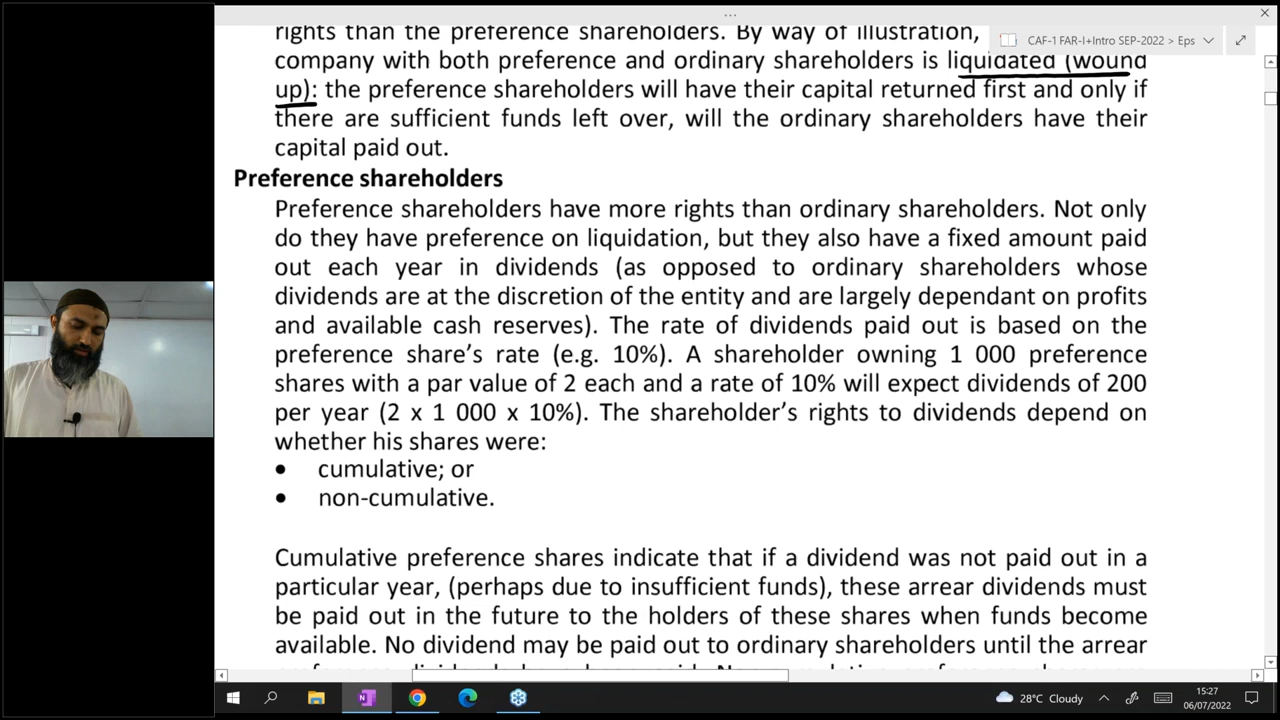 rights than the preference shareholders. By way of illustration,
CAF-1 FAR-I+Intro SEP-2022 > Eps
company with both preference and ordinary shareholders is liquidated (wound
up): the preference shareholders will have their capital returned first and only if
there are sufficient funds left over, will the ordinary shareholders have their
capital paid out.
Preference shareholders
Preference shareholders have more rights than ordinary shareholders. Not only
do they have preference on liquidation, but they also have a fixed amount paid
out each year in dividends (as opposed to ordinary shareholders whose
dividends are at the discretion of the entity and are largely dependant on profits
and available cash reserves). The rate of dividends paid out is based on the
preference share's rate (e.g. 10%). A shareholder owning 1 000 preference
shares with a par value of 2 each and a rate of 10% will expect dividends of 200
per year (2 x 1 000 x 10%). The shareholder's rights to dividends depend on
whether his shares were:
• cumulative; or
• non-cumulative.
Cumulative preference shares indicate that if a dividend was not paid out in a
particular year, (perhaps due to insufficient funds), these arrear dividends must
be paid out in the future to the holders of these shares when funds become
available. No dividend may be paid out to ordinary shareholders until the arrear
28°C Cloudy
15:27
06/07/2022